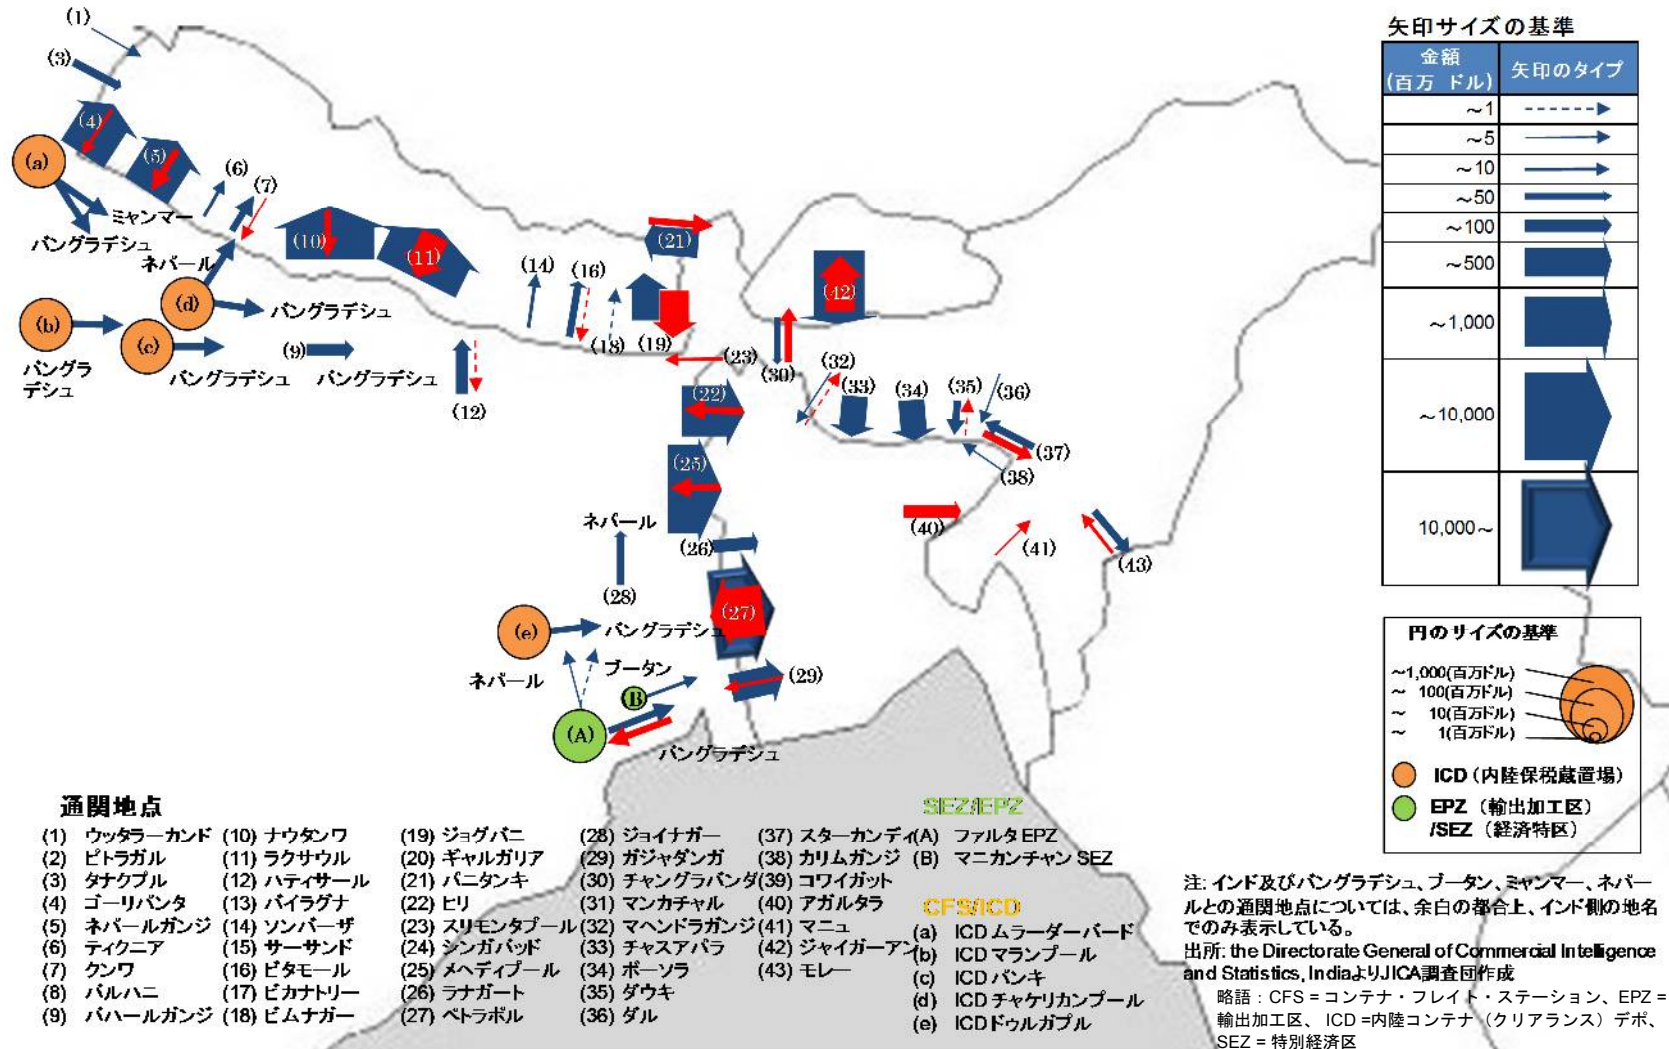 (1)
(3)
(4)
(a)
(5)
(6)
(7)
ミャンマー
バングラデシュ
ネパール
(10)
(11)
(d)
バングラデシュ
(b)
(c)
バングラ
デシュ
バングラデシュ
(9)
バングラデシュ
(12)
(14)
(16)
(18)
(19)
(21)
(23)
(22)
(25)
(26)
(27)
ネパール
(28)
(e)
バングラデシュ
ネパール
ブータン
(B)
(A)
バングラデシュ
(29)
(42)
(30)
(32)
(33)
(34)
(35)
(36)
(37)
(38)
(40)
(41)
(43)
矢印サイズの基準
金額
(百万 ドル)
矢印のタイプ
～1
～5
～10
～50
～100
～500
～1,000
～10,000
10,000～
円のサイズの基準
～1,000(百万ドル)
～ 100(百万ドル)
～ 10(百万ドル)
～ 1(百万ドル)
ICD (内陸保税蔵置場)
EPZ (輸出加工区)
/SEZ (経済特区)
通関地点
(1) ウッタラーカンド
(2) ピトラガル
(3) タナクプル
(4) ゴーリパンタ
(5) ネパールガンジ
(6) ティクニア
(7) クンワ
(8) バルハニ
(9) バハールガンジ
(10) ナウタンワ
(11) ラクサウル
(12) ハティサール
(13) バイラグナ
(14) ソンバーザ
(15) サーサンド
(16) ビタモール
(17) ビカナトリー
(18) ビムナガー
(19) ジョグバニ
(20) ギャルガリア
(21) パニタンキ
(22) ヒリ
(23) スリモンタプール
(24) シンガバッド
(25) メヘディプール
(26) ラナガート
(27) ペトラポル
(28) ジョイナガー
(29) ガジャダンガ
(30) チャングラバンダ
(31) マンカチャル
(32) マヘンドラガンジ
(33) チャスアパラ
(34) ボーソラ
(35) ダウキ
(36) ダル
(37) スターカンディ
(38) カリムガンジ
(39) コワイガット
(40) アガルタラ
(41) マニュ
(42) ジャイガーアン
(43) モレー
SEZ/EPZ
(A) ファルタ EPZ
(B) マニカンチャン SEZ
CFS/ICD
(a) ICD ムラーダーバード
(b) ICD マランプール
(c) ICD パンキ
(d) ICD チャケリカンプール
(e) ICD ドゥルガプル
注: インド及びバングラデシュ、ブータン、ミャンマー、ネパー
ルとの通関地点については、余白の都合上、インド側の地名
でのみ表示している。
出所: the Directorate General of Commercial Intelligence
and Statistics, IndiaよりJICA調査団作成
略語：CFS = コンテナ・フレイト・ステーション、EPZ =
輸出加工区、 ICD =内陸コンテナ（クリアランス）デポ、
SEZ = 特別経済区